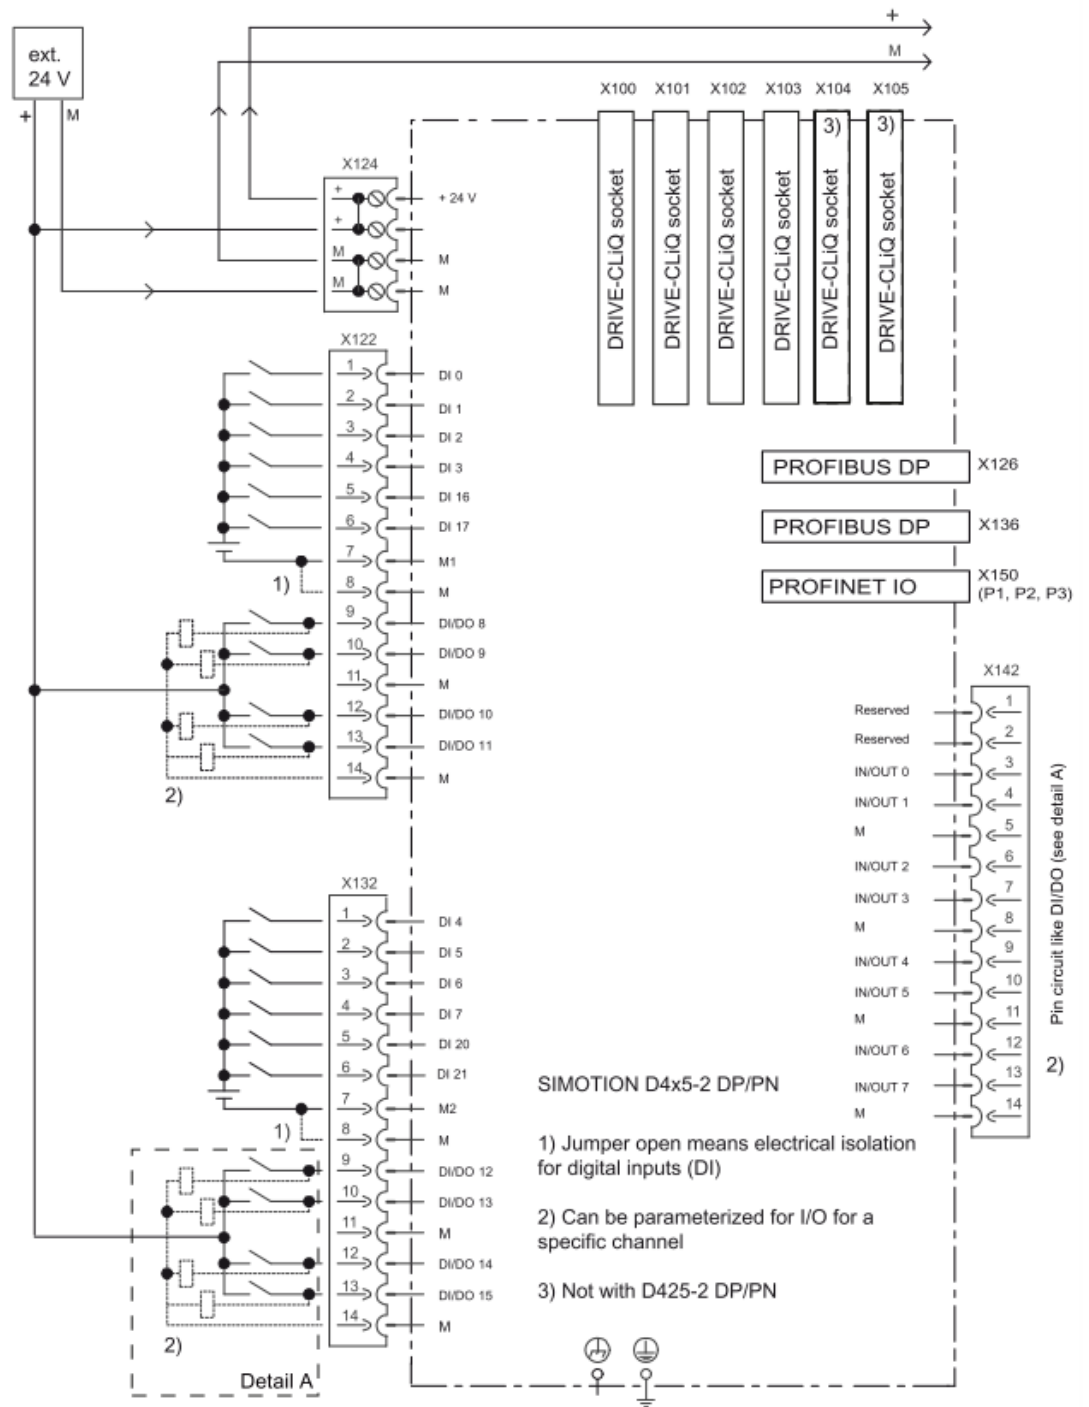 +
M
ext.
24 V
+
M
X100 X101 X102 X103 X104 X105
3)
3)
DRIVE-CLiQ socket
DRIVE-CLiQ socket
DRIVE-CLiQ socket
DRIVE-CLiQ socket
DRIVE-CLiQ socket
DRIVE-CLiQ socket
X124
+ + 24 V
+
M M
M M
X122
1 DI 0
2 DI 1
3 DI 2
4 DI 3
5 DI 16
6 DI 17
7 M1
1) 8 M
9 DI/DO 8
10 DI/DO 9
11 M
12 DI/DO 10
13 DI/DO 11
14 M
2)
PROFIBUS DP X126
PROFIBUS DP X136
PROFINET IO X150
(P1, P2, P3)
X142
Reserved 1
Reserved 2
IN/OUT 0 3
IN/OUT 1 4
M 5
IN/OUT 2 6
IN/OUT 3 7
M 8
IN/OUT 4 9
IN/OUT 5 10
M 11
IN/OUT 6 12
IN/OUT 7 13
M 14
Pin circuit like DI/DO (see detail A)
2)
X132
1 DI 4
2 DI 5
3 DI 6
4 DI 7
5 DI 20
6 DI 21
7 M2
1) 8 M
9 DI/DO 12
10 DI/DO 13
11 M
12 DI/DO 14
13 DI/DO 15
14 M
2)
Detail A
SIMOTION D4x5-2 DP/PN
1) Jumper open means electrical isolation
for digital inputs (DI)
2) Can be parameterized for I/O for a
specific channel
3) Not with D425-2 DP/PN